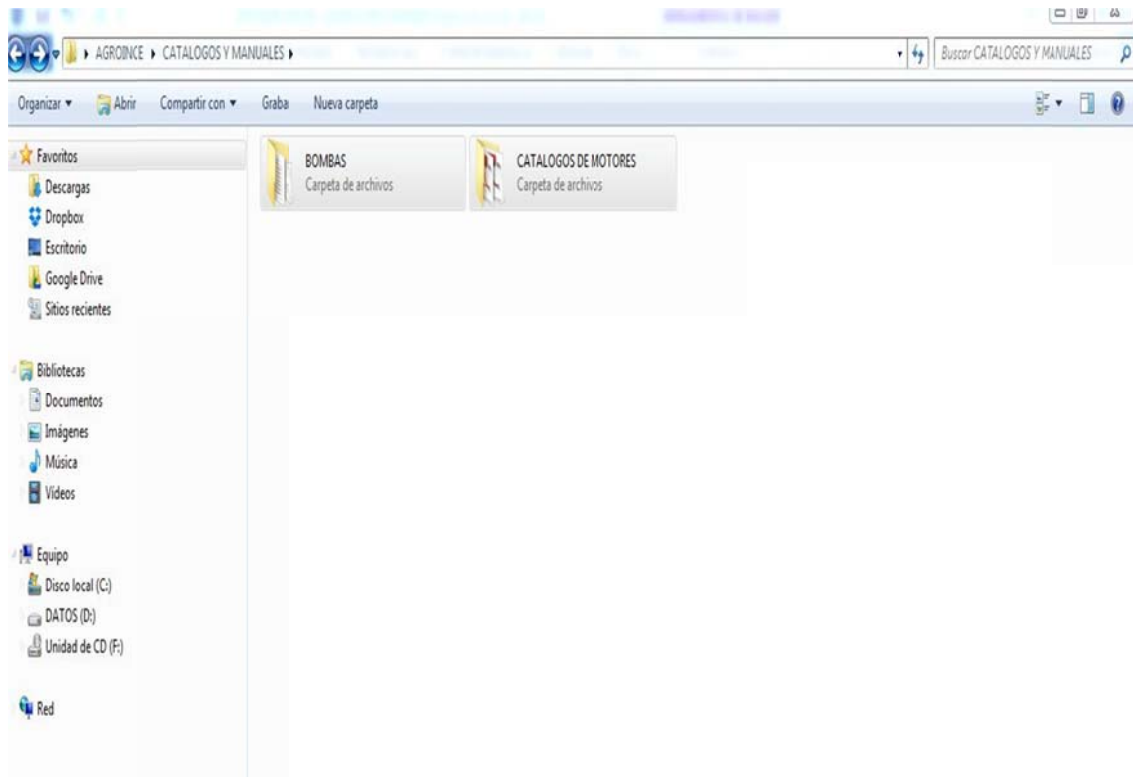 AGROINCE CATALOGOS Y MANUALES
Buscar CATALOGOS Y MANUALES
Organizar Abrir Compartir con Graba Nueva carpeta
Favoritos
Descargas
Dropbox
Escritorio
Google Drive
Sitios recientes
Bibliotecas
Documentos
Imágenes
Música
Vídeos
Equipo
Disco local (C:)
DATOS (D:)
Unidad de CD (F:)
Red
BOMBAS
Carpeta de archivos
CATALOGOS DE MOTORES
Carpeta de archivos